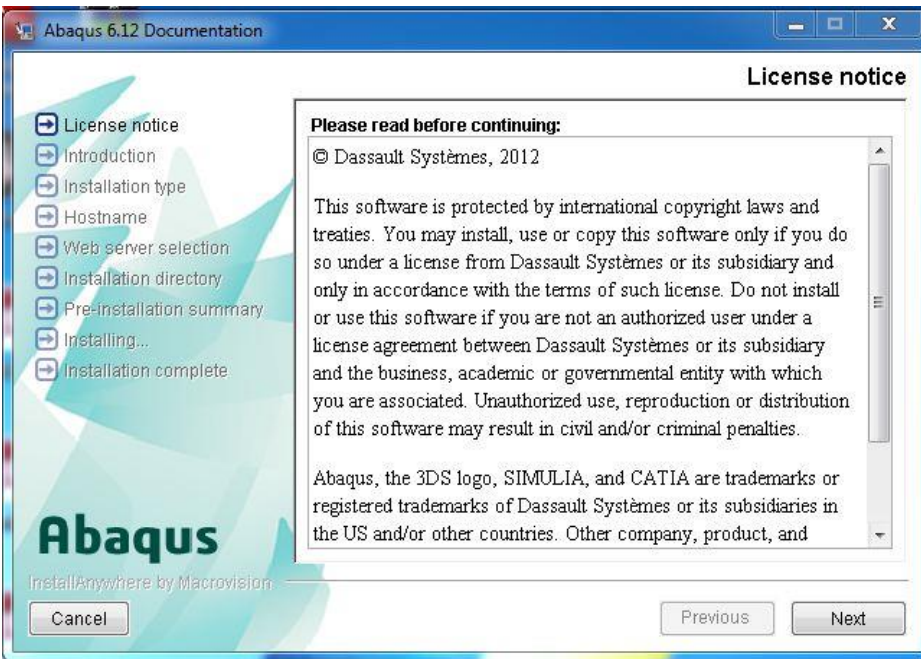 Abaqus 6.12 Documentation
License notice
License notice
Introduction
Installation type
Hostname
Web server selection
Installation directory
Pre-installation summary
Installing...
Installation complete
Please read before continuing:
© Dassault Systèmes, 2012
This software is protected by international copyright laws and
treaties. You may install, use or copy this software only if you do
so under a license from Dassault Systèmes or its subsidiary and
only in accordance with the terms of such license. Do not install
or use this software if you are not an authorized user under a
license agreement between Dassault Systèmes or its subsidiary
and the business, academic or governmental entity with which
you are associated. Unauthorized use, reproduction or distribution
of this software may result in civil and/or criminal penalties.
Abaqus, the 3DS logo, SIMULIA, and CATIA are trademarks or
registered trademarks of Dassault Systèmes or its subsidiaries in
the US and/or other countries. Other company, product, and
Abaqus
InstallAnywhere by Macrovision
Cancel
Previous
Next